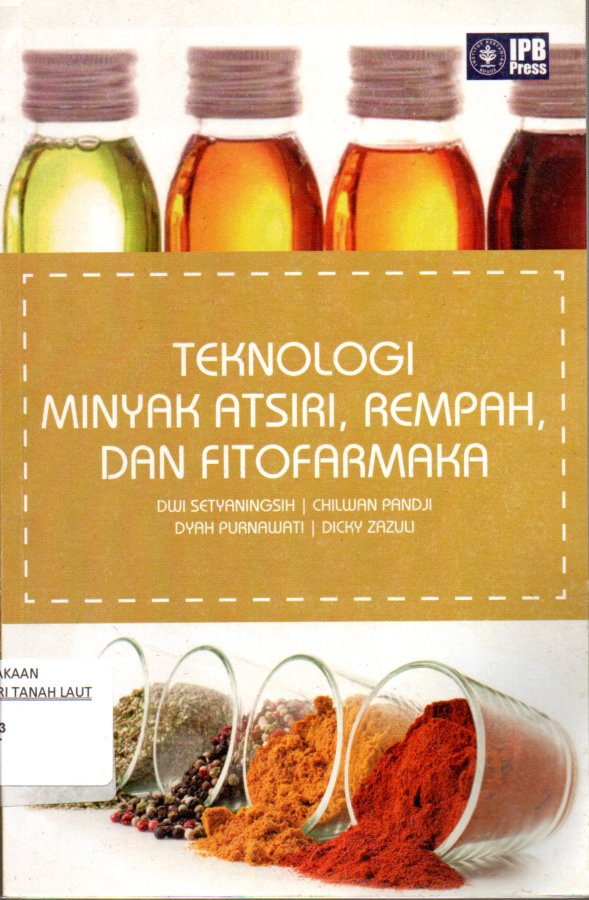 IPB
Press
TEKNOLOGI
MINYAK ATSIRI, REMPAH,
DAN FITOFARMAKA
DWI SETYANINGSIH | CHILWAN PANDJI
DYAH PURNAWATI | DICKY ZAZULI
AKAAN
RI TANAH LAUT
3